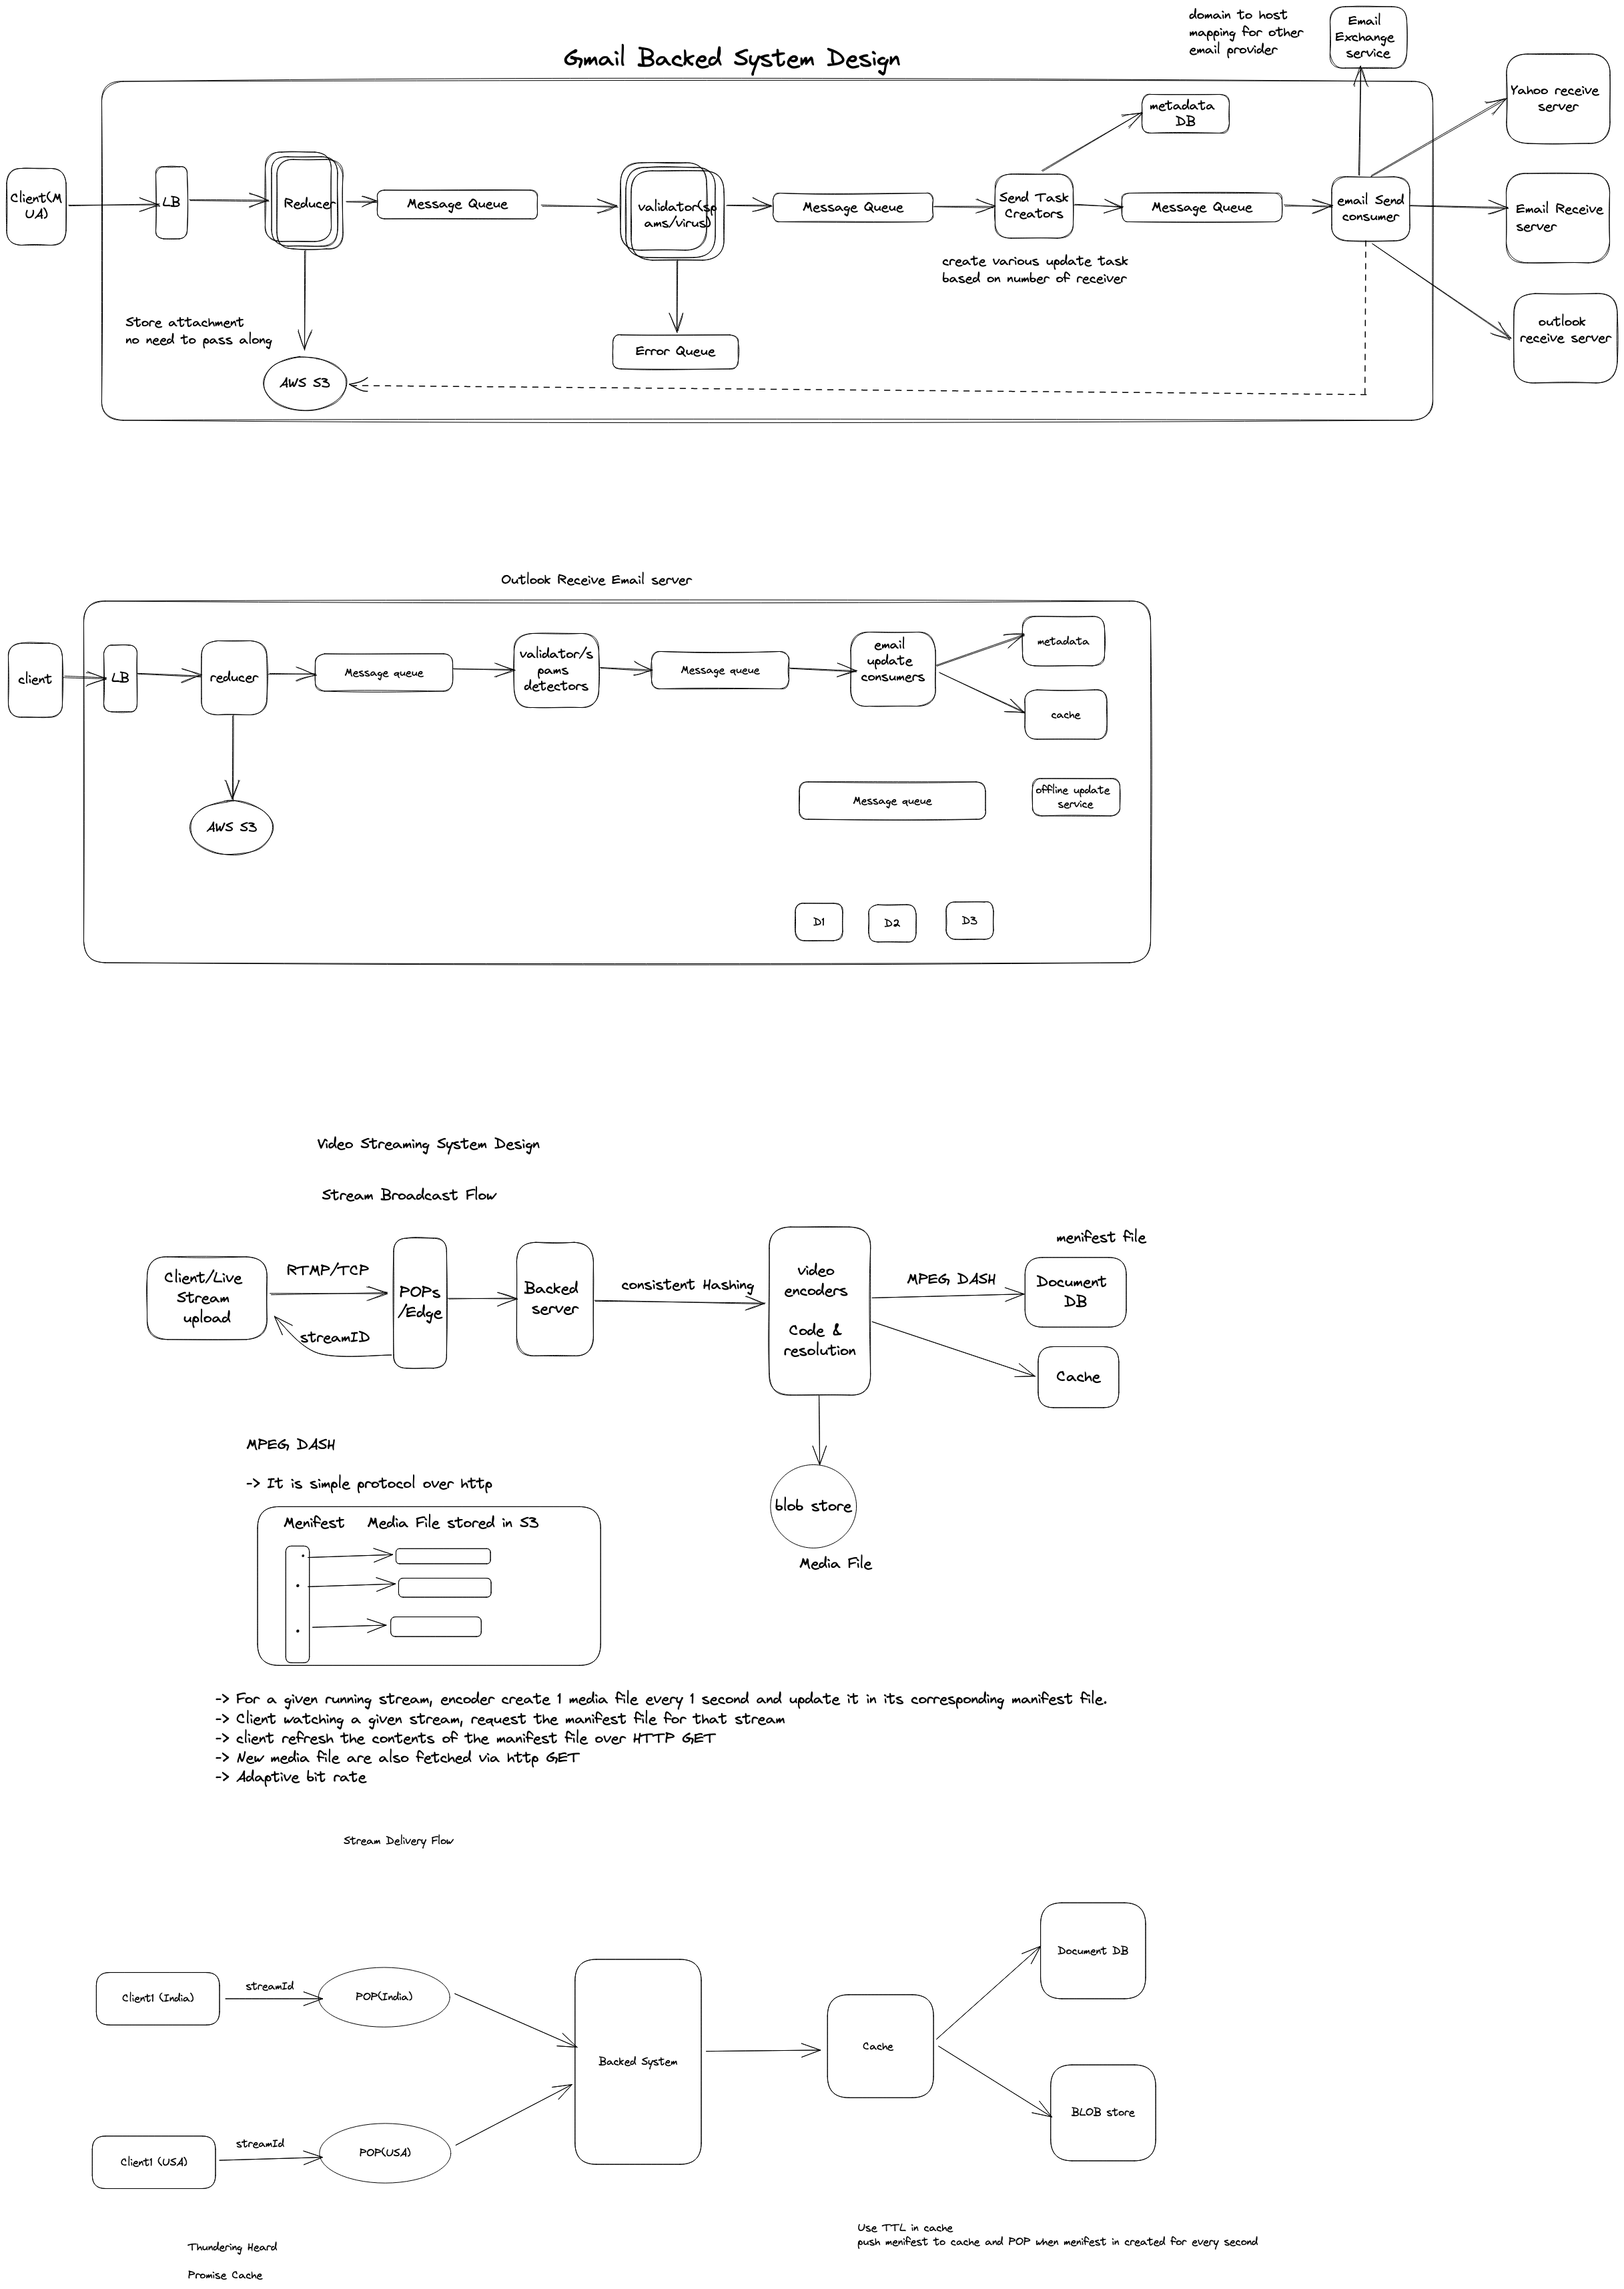 domain to host
mapping for other
email provider
Email
Exchange
service
Gmail Backed System Design
Yahoo receive
server
metadata
DB
Client(M
UA)
LB
Reducer
Message Queue
validator(sp
ams/virus)
Message Queue
Send Task
Creators
Message Queue
email Send
consumer
Email Receive
server
create various update task
based on number of receiver
Store attachment
no need to pass along
Error Queue
AWS S3
outlook
receive server
Outlook Receive Email server
client
LB
reducer
Message queue
validator/s
pams
detectors
Message queue
email
update
consumers
metadata
cache
AWS S3
Message queue
offline update
service
D1
D2
D3
Video Streaming System Design
Stream Broadcast Flow
Client/Live
Stream
upload
RTMP/TCP
streamID
POPs
/Edge
Backed
server
consistent Hashing
video
encoders
Code &
resolution
MPEG DASH
menifest file
Document
DB
Cache
blob store
Media File
MPEG DASH
-> It is simple protocol over http
Menifest
Media File stored in S3
-> For a given running stream, encoder create 1 media file every 1 second and update it in its corresponding manifest file.
-> Client watching a given stream, request the manifest file for that stream
-> client refresh the contents of the manifest file over HTTP GET
-> New media file are also fetched via http GET
-> Adaptive bit rate
Stream Delivery Flow
Client1 (India)
streamId
POP(India)
Backed System
Cache
Document DB
BLOB store
Client1 (USA)
streamId
POP(USA)
Use TTL in cache
push menifest to cache and POP when menifest in created for every second
Thundering Heard
Promise Cache